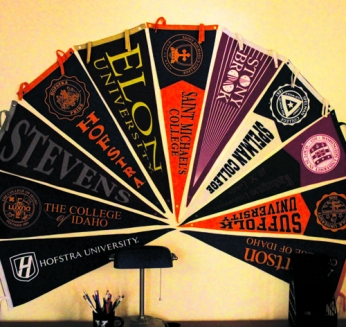 HOFSTRA UNIVERSITY
THE COLLEGE
of IDAHO
STEVENS
HOFSTRA
ELON
UNIVERSITY
SAINT MICHAEL'S
COLLEGE
STONY
BROOK
SPELMAN COLLEGE
SUFFOLK
UNIVERSITY
OF IDAHO